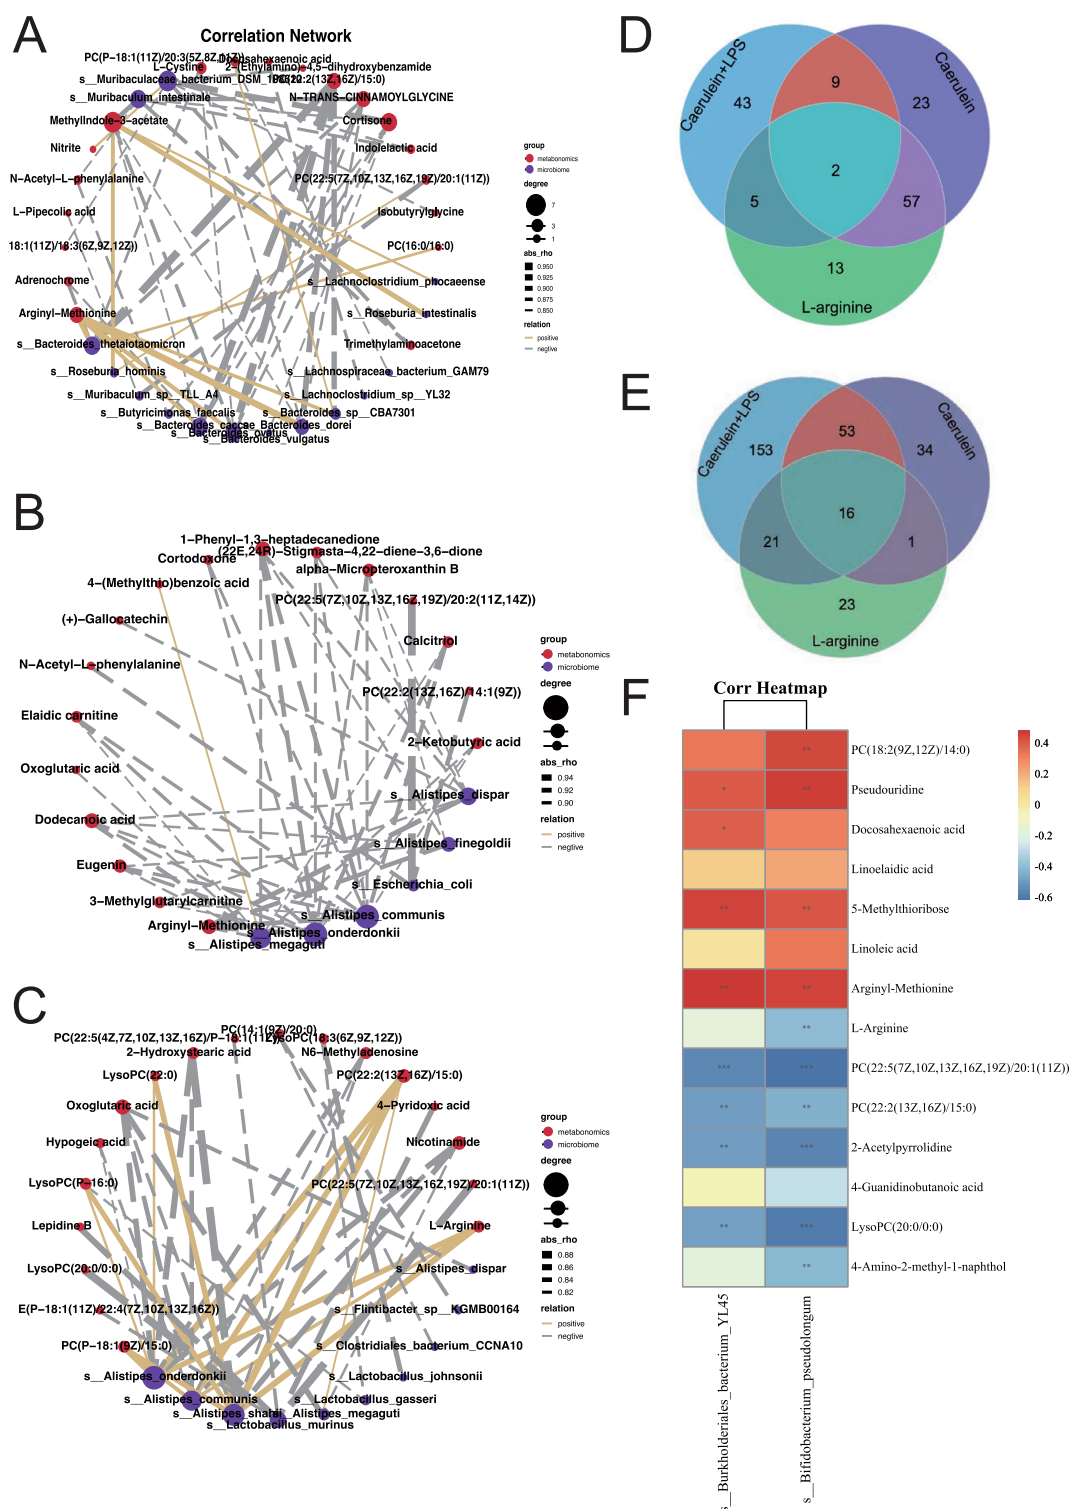 A
Correlation Network
PC(P−18:1(11Z)/20:3(5Z,8Z,11Z))
Docosahexaenoic acid
L−Cystine
2−(Ethylamino)−4,5−dihydroxybenzamide
s__Muribaculaceae_bacterium_DSM_
PC(22:2(13Z,16Z)/15:0)
s__Muribaculum_intestinale
N−TRANS−CINNAMOYLGLYCINE
MethylIndole−3−acetate
Cortisone
Nitrite
Indolelactic acid
N−Acetyl−L−phenylalanine
PC(22:5(7Z,10Z,13Z,16Z,19Z)/20:1(11Z))
L−Pipecolic acid
Isobutyrylglycine
18:1(11Z)/18:3(6Z,9Z,12Z))
PC(16:0/16:0)
Adrenochrome
s__Lachnoclostridium_phocaeense
Arginyl−Methionine
s__Roseburia_intestinalis
s__Bacteroides_thetaiotaomicron
Trimethylaminoacetone
s__Roseburia_hominis
s__Lachnospiraceae_bacterium_GAM79
s__Muribaculum_sp__TLL_A4
s__Lachnoclostridium_sp__YL32
s__Butyricimonas_faecalis
s__Bacteroides_sp__CBA7301
s__Bacteroides_caccae
s__Bacteroides_dorei
s__Bacteroides_ovatus
s__Bacteroides_vulgatus
group
metabonomics
microbiome
degree
7
3
1
abs_rho
0.950
0.925
0.900
0.875
0.850
relation
positive
negtive
B
1−Phenyl−1,3−heptadecanedione
(22E,24R)−Stigmasta−4,22−diene−3,6−dione
Cortodoxone
alpha−Micropteroxanthin B
4−(Methylthio)benzoic acid
PC(22:5(7Z,10Z,13Z,16Z,19Z)/20:2(11Z,14Z))
(+)−Gallocatechin
Calcitriol
N−Acetyl−L−phenylalanine
PC(22:2(13Z,16Z)/14:1(9Z))
Elaidic carnitine
2−Ketobutyric acid
Oxoglutaric acid
s__Alistipes_dispar
Dodecanoic acid
s__Alistipes_finegoldii
Eugenin
s__Escherichia_coli
3−Methylglutarylcarnitine
s__Alistipes_communis
Arginyl−Methionine
s__Alistipes_onderdonkii
s__Alistipes_megaguti
group
metabonomics
microbiome
degree
abs_rho
0.94
0.92
0.90
relation
positive
negtive
C
PC(14:1(9Z)/20:0)
PC(22:5(4Z,7Z,10Z,13Z,16Z)/P−18:1(11Z))
LysoPC(18:3(6Z,9Z,12Z))
2−Hydroxystearic acid
N6−Methyladenosine
LysoPC(22:0)
PC(22:2(13Z,16Z)/15:0)
Oxoglutaric acid
4−Pyridoxic acid
Hypogeic acid
Nicotinamide
LysoPC(P−16:0)
PC(22:5(7Z,10Z,13Z,16Z,19Z)/20:1(11Z))
Lepidine B
L−Arginine
LysoPC(20:0/0:0)
s__Alistipes_dispar
E(P−18:1(11Z)/22:4(7Z,10Z,13Z,16Z))
s__Flintibacter_sp__KGMB00164
PC(P−18:1(9Z)/15:0)
s__Clostridiales_bacterium_CCNA10
s__Alistipes_onderdonkii
s__Lactobacillus_johnsonii
s__Alistipes_communis
s__Lactobacillus_gasseri
s__Alistipes_shahii
s__Alistipes_megaguti
s__Lactobacillus_murinus
group
metabonomics
microbiome
degree
abs_rho
0.88
0.86
0.84
0.82
relation
positive
negtive
D
Caerulein+LPS
Caerulein
L-arginine
43
9
23
2
5
57
13
E
Caerulein+LPS
Caerulein
L-arginine
153
53
34
16
21
1
23
F
Corr Heatmap
** PC(18:2(9Z,12Z)/14:0)
* ** Pseudouridine
* Docosahexaenoic acid
Linoelaidic acid
** ** 5-Methylthioribose
Linoleic acid
** ** Arginyl-Methionine
** L-Arginine
*** *** PC(22:5(7Z,10Z,13Z,16Z,19Z)/20:1(11Z))
** ** PC(22:2(13Z,16Z)/15:0)
** *** 2-Acetylpyrrolidine
4-Guanidinobutanoic acid
** *** LysoPC(20:0/0:0)
** 4-Amino-2-methyl-1-naphthol
0.4
0.2
0
-0.2
-0.4
-0.6
s__Burkholderiales_bacterium_YL45
s__Bifidobacterium_pseudolongum